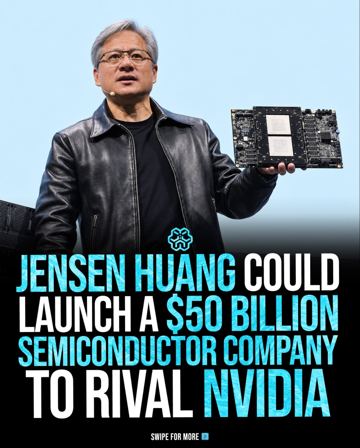 JENSEN HUANG COULD
LAUNCH A $50 BILLION
SEMICONDUCTOR COMPANY
TO RIVAL NVIDIA
SWIPE FOR MORE